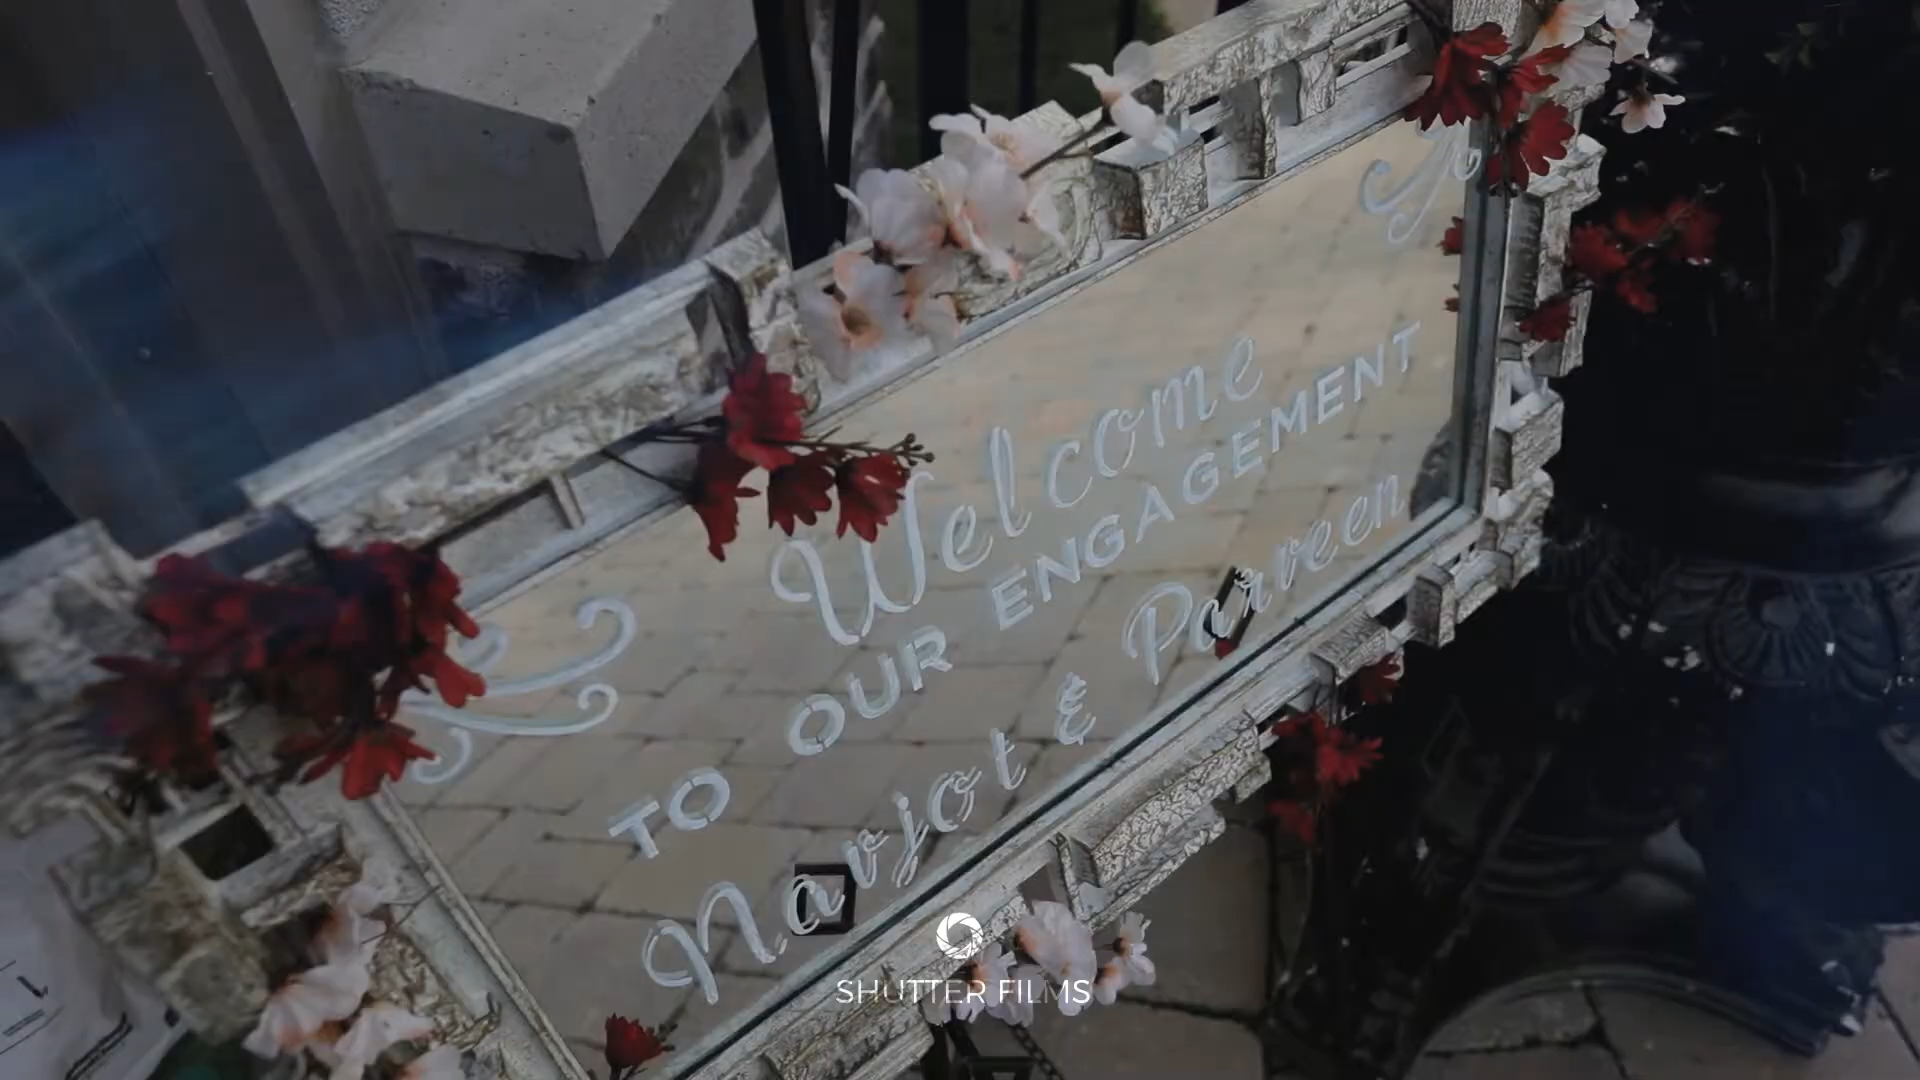 Welcome
TO OUR ENGAGEMENT
Navjot & Parveen
SHUTTER FILMS